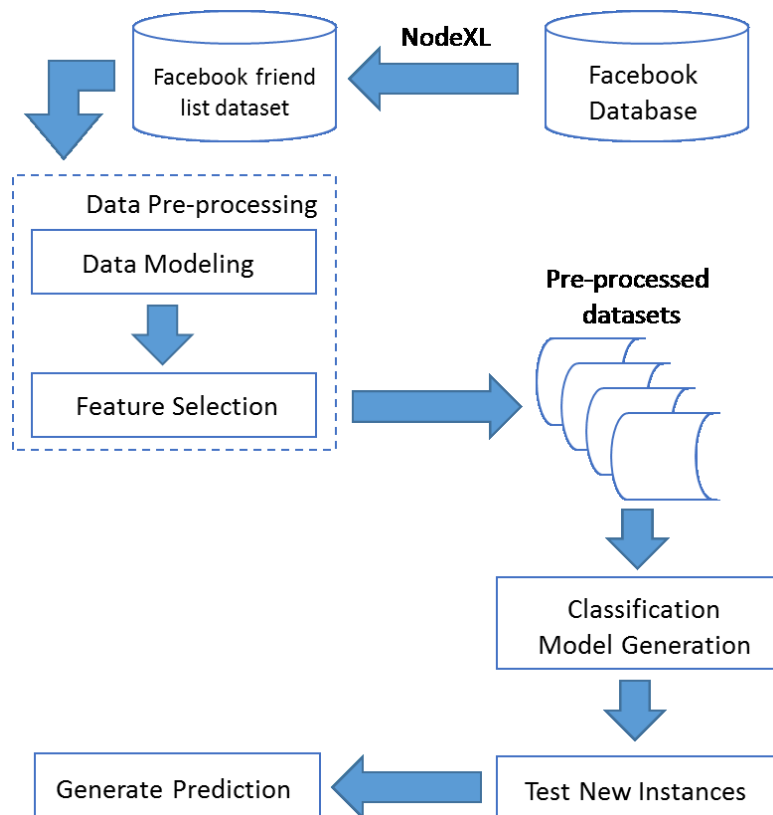 NodeXL
Facebook
Database
Facebook friend
list dataset
Data Pre-processing
Data Modeling
Feature Selection
Pre-processed
datasets
Classification
Model Generation
Test New Instances
Generate Prediction